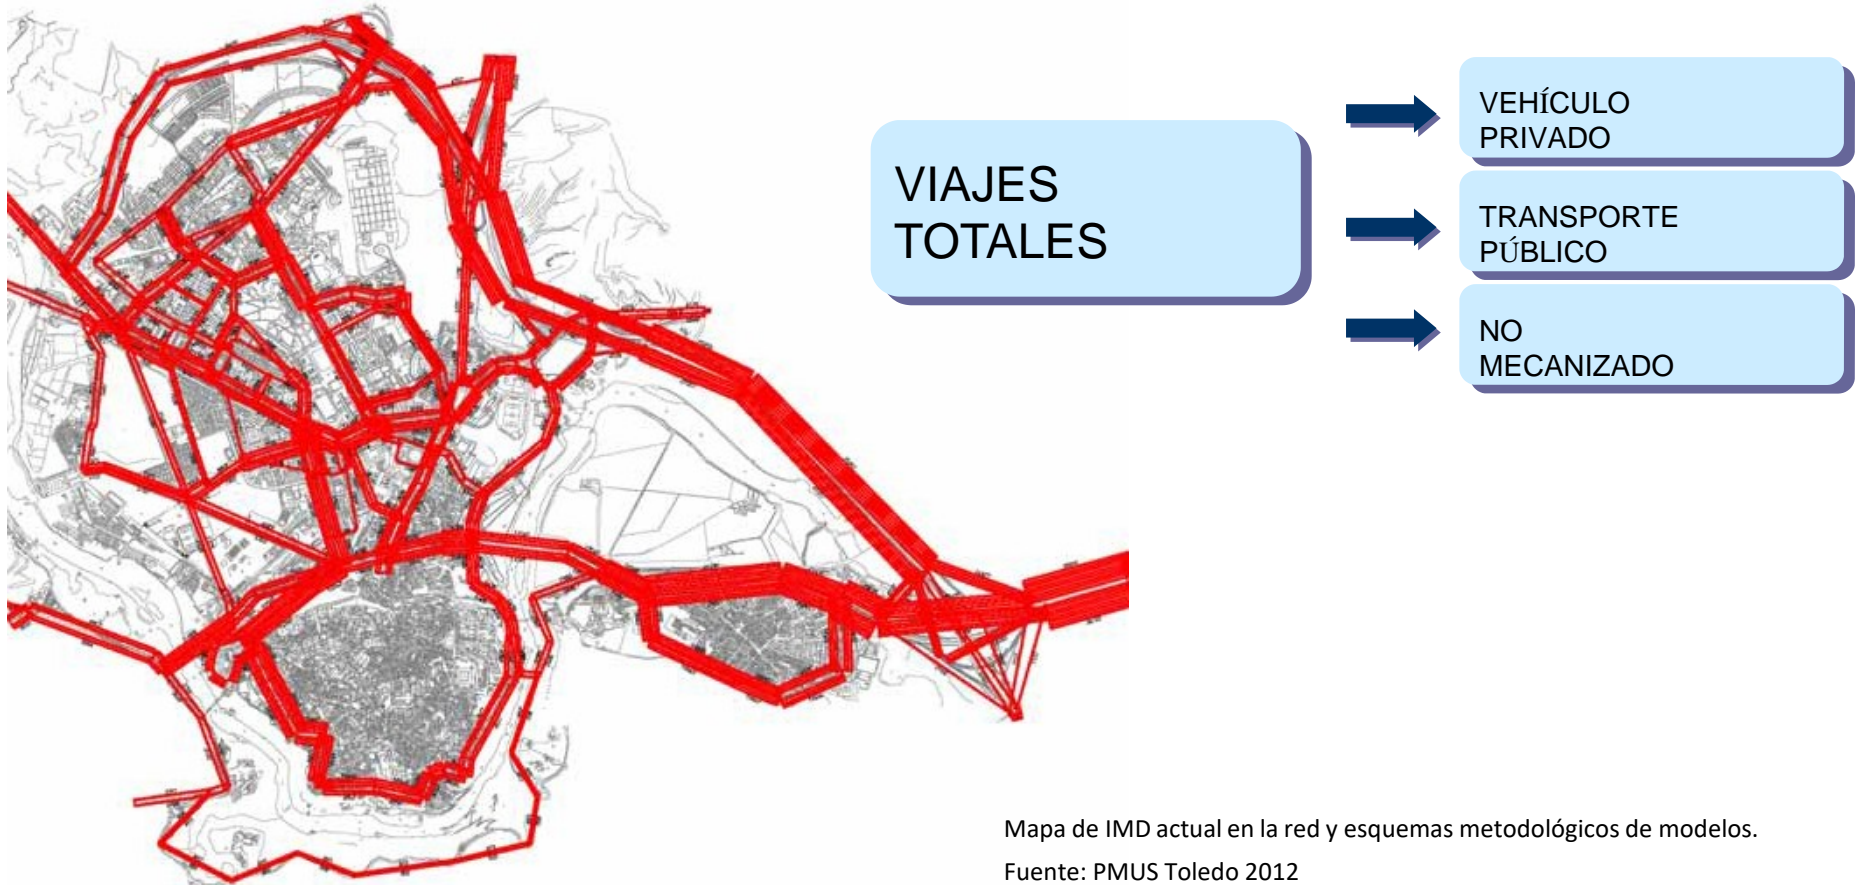 VIAJES
TOTALES
VEHÍCULO
PRIVADO
TRANSPORTE
PÚBLICO
NO
MECANIZADO
Mapa de IMD actual en la red y esquemas metodológicos de modelos.
Fuente: PMUS Toledo 2012